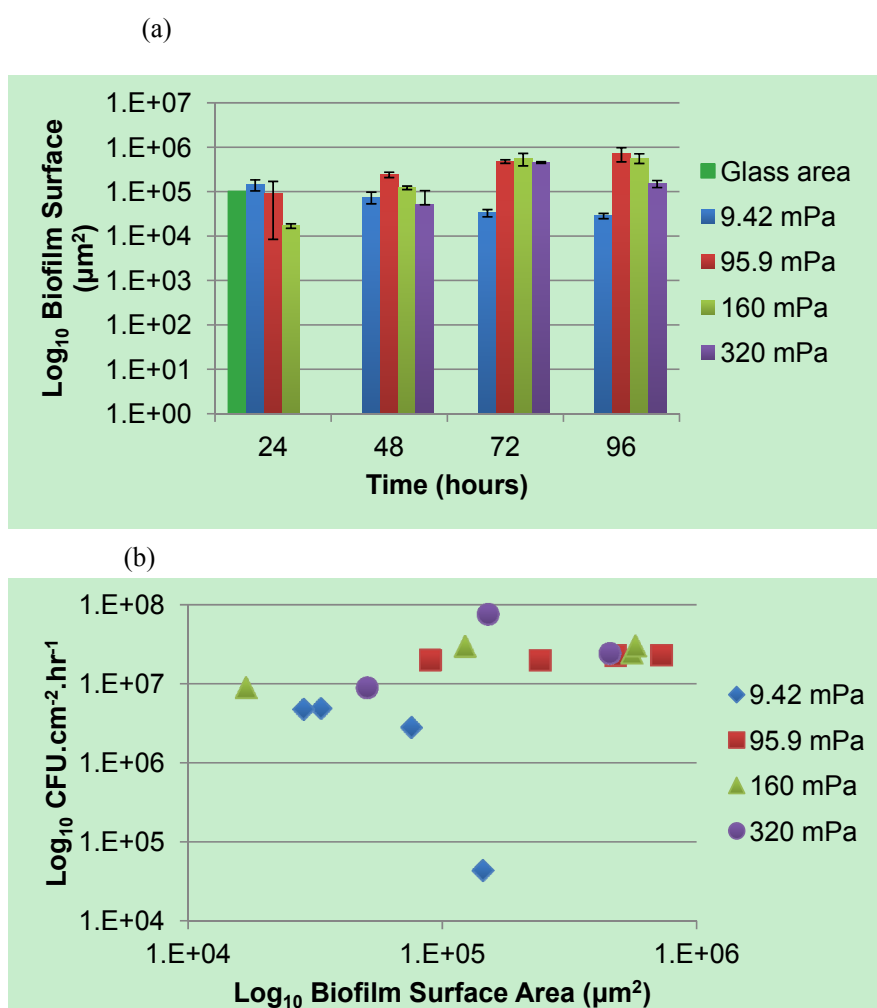 (a)
Log₁₀ Biofilm Surface
(µm²)
1.E+07
1.E+06
1.E+05
1.E+04
1.E+03
1.E+02
1.E+01
1.E+00
24 48 72 96
Time (hours)
Glass area
9.42 mPa
95.9 mPa
160 mPa
320 mPa
(b)
Log₁₀ CFU.cm⁻².hr⁻¹
1.E+08
1.E+07
1.E+06
1.E+05
1.E+04
1.E+04 1.E+05 1.E+06
Log₁₀ Biofilm Surface Area (µm²)
9.42 mPa
95.9 mPa
160 mPa
320 mPa